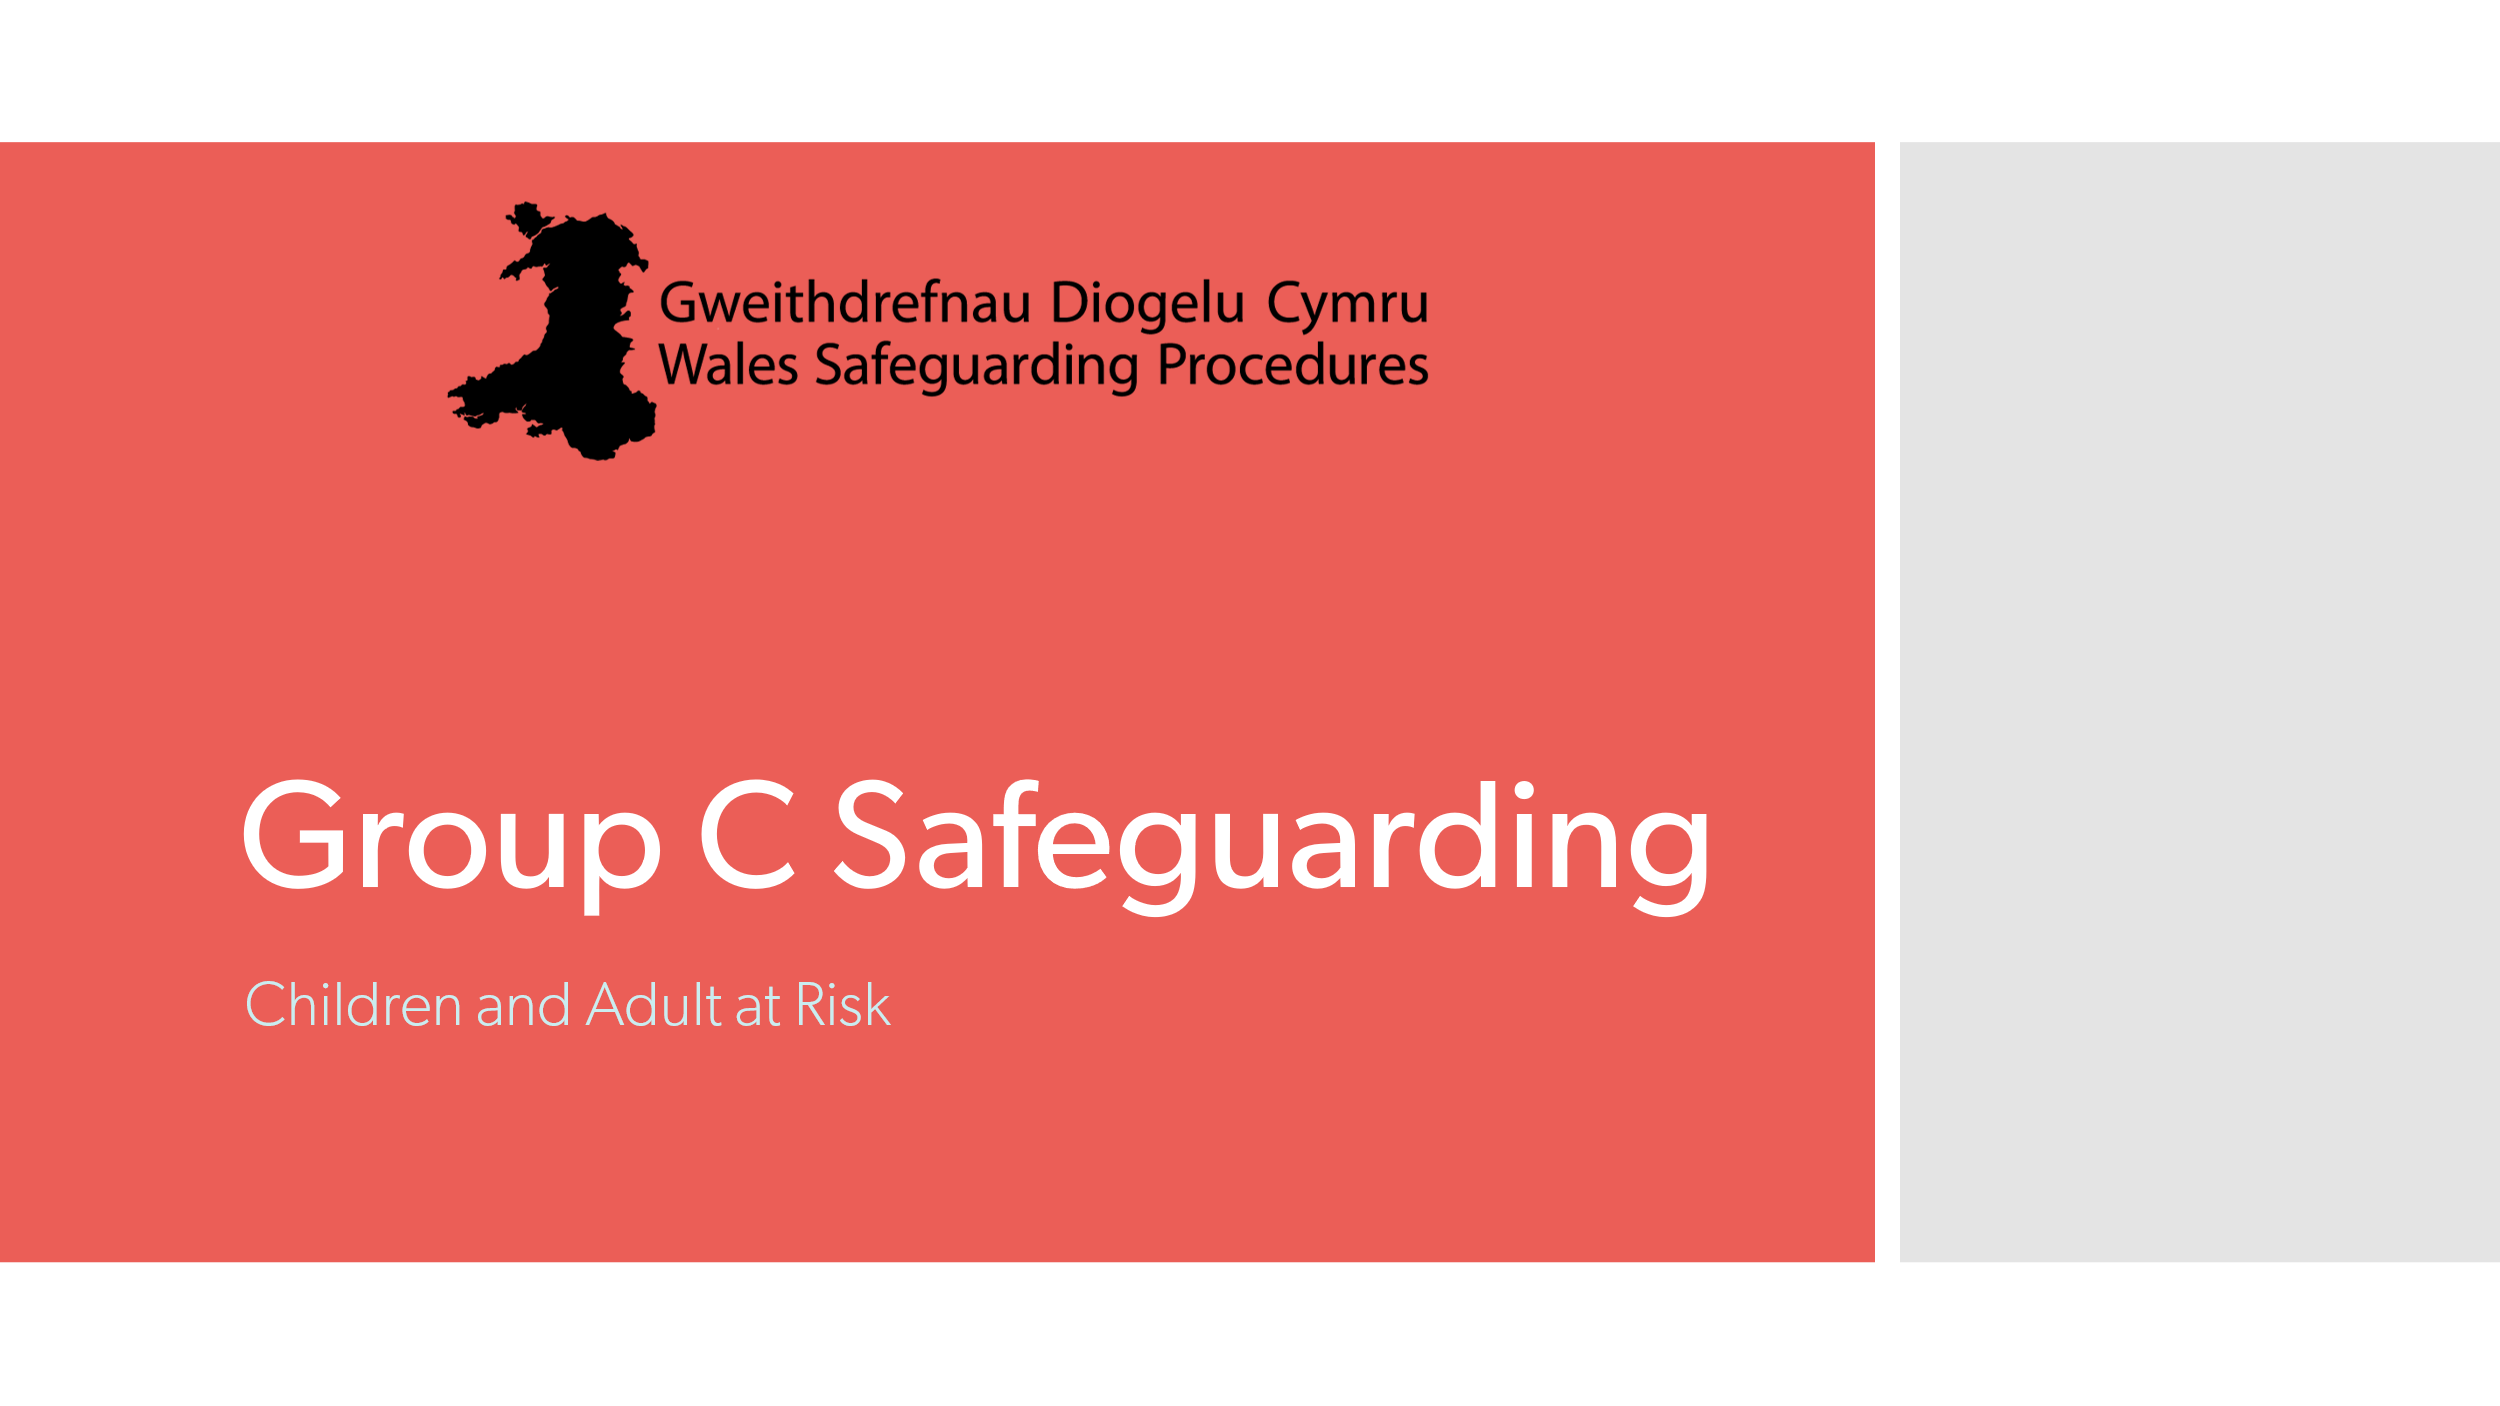 Gweithdrefnau Diogelu Cymru
Wales Safeguarding Procedures
Group C Safeguarding
Children and Adult at Risk